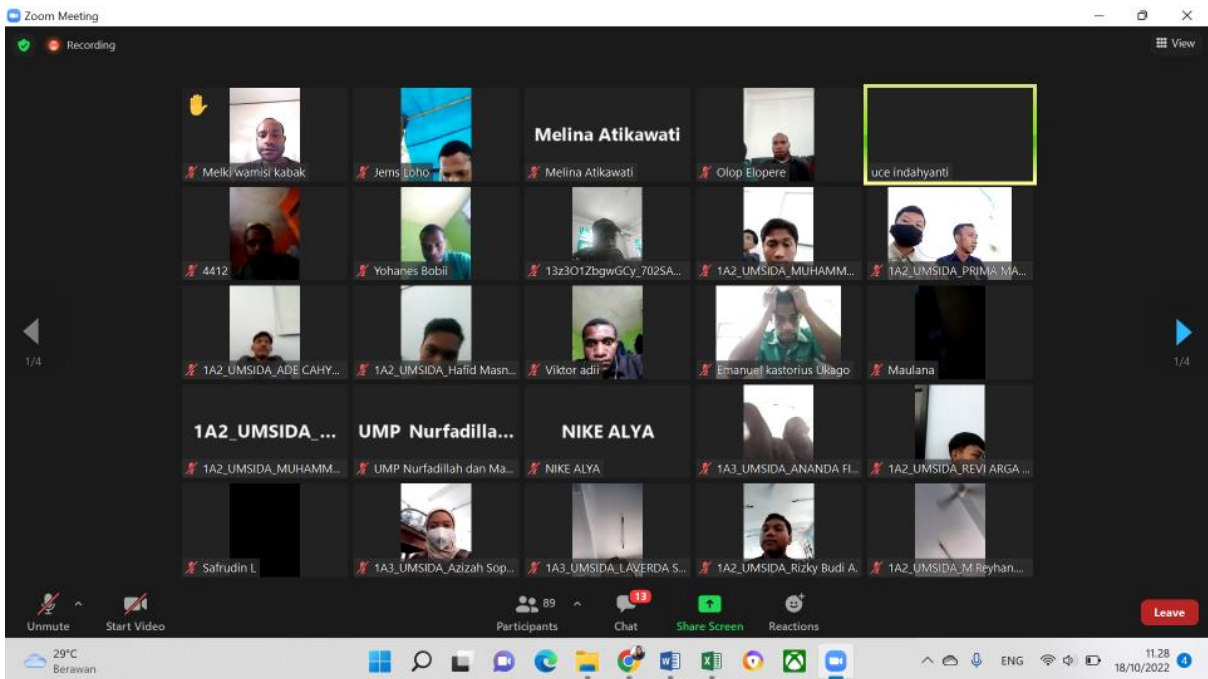 Zoom Meeting
Recording
View
Melki wamisi kabak
Jems Loho
Melina Atikawati
Melina Atikawati
Olop Elopere
uce indahyanti
4412
Yohanes Bobii
13z3O1ZbgwGCy_702SA...
1A2_UMSIDA_MUHAMM...
1A2_UMSIDA_PRIMA MA...
1A2_UMSIDA_ADE CAHY...
1A2_UMSIDA_Hafid Masn...
Viktor adii
Emanuel kastorius Ukago
Maulana
1/4
1/4
1A2_UMSIDA_...
1A2_UMSIDA_MUHAMM...
UMP Nurfadilla...
UMP Nurfadillah dan Ma...
NIKE ALYA
NIKE ALYA
1A3_UMSIDA_ANANDA FI...
1A2_UMSIDA_REVI ARGA ...
Safrudin L
1A3_UMSIDA_Azizah Sop...
1A3_UMSIDA_LAVERDA S...
1A2_UMSIDA_Rizky Budi A.
1A2_UMSIDA_M Reyhan....
Unmute
Start Video
89
Participants
13
Chat
Share Screen
Reactions
Leave
29°C
Berawan
ENG
11.28
18/10/2022
4